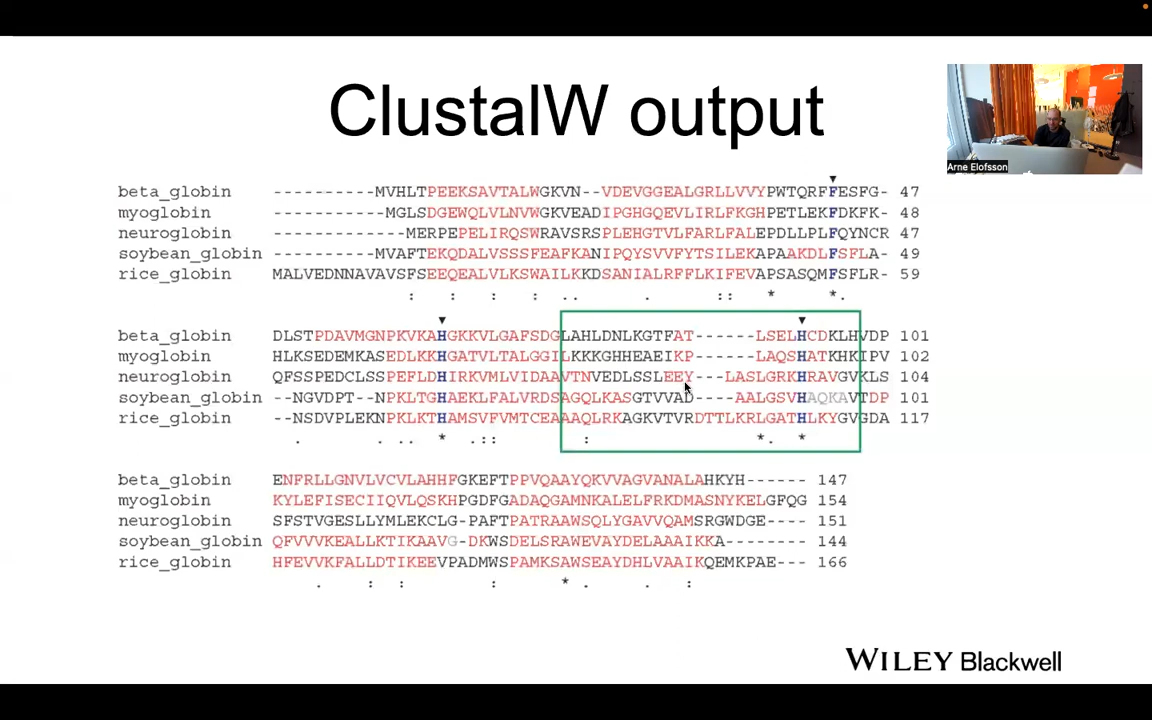 ClustalW output
Arne Elofsson
beta_globin ----------MVHLTPEEKSAVTALWGKVN--VDEVGGEALGRLLVVYPWTQRFFESFG- 47
myoglobin -----------MGLSDGEWQLVLNVWGKVEADIPGHGQEVLIRLFKGHPETLEKFDKFK- 48
neuroglobin -------------MERPEPELIRQSWRAVSRSPLEHGTVLFARLFALEPDLLPLFQYNCR 47
soybean_globin ----------MVAFTEKQDALVSSSFEAFKANIPQYSVVFYTSILEKAPAAKDLFSFLA- 49
rice_globin MALVEDNNAVAVSFSEEQEALVLKSWAILKKDSANIALRFFLKIFEVAPSASQMFSFLR- 59
: : : : .. . :: * *.
beta_globin DLSTPDAVMGNPKVKAHGKKVLGAFSDGLAHLDNLKGTFAT------LSELHCDKLHVDP 101
myoglobin HLKSEDEMKASEDLKKHGATVLTALGGILKKKGHHEAEIKP------LAQSHATKHKIPV 102
neuroglobin QFSSPEDCLSSPEFLDHIRKVMLVIDAAVTNVEDLSSLEEY---LASLGRKHRAVGVKLS 104
soybean_globin --NGVDPT--NPKLTGHAEKLFALVRDSAGQLKASGTVVAD----AALGSVHAQKAVTDP 101
rice_globin --NSDVPLEKNPKLKTHAMSVFVMTCEAAAQLRKAGKVTVRDTTLKRLGATHLKYGVGDA 117
. . .. * .:: : *. *
beta_globin ENFRLLGNVLVCVLAHHFGKEFTPPVQAAYQKVVAGVANALAHKYH------ 147
myoglobin KYLEFISECIIQVLQSKHPGDFGADAQGAMNKALELFRKDMASNYKELGFQG 154
neuroglobin SFSTVGESLLYMLEKCLG-PAFTPATRAAWSQLYGAVVQAMSRGWDGE---- 151
soybean_globin QFVVVKEALLKTIKAAVG-DKWSDELSRAWEVAYDELAAAIKKA-------- 144
rice_globin HFEVVKFALLDTIKEEVPADMWSPAMKSAWSEAYDHLVAAIKQEMKPAE--- 166
. : : : * . . :
WILEY Blackwell